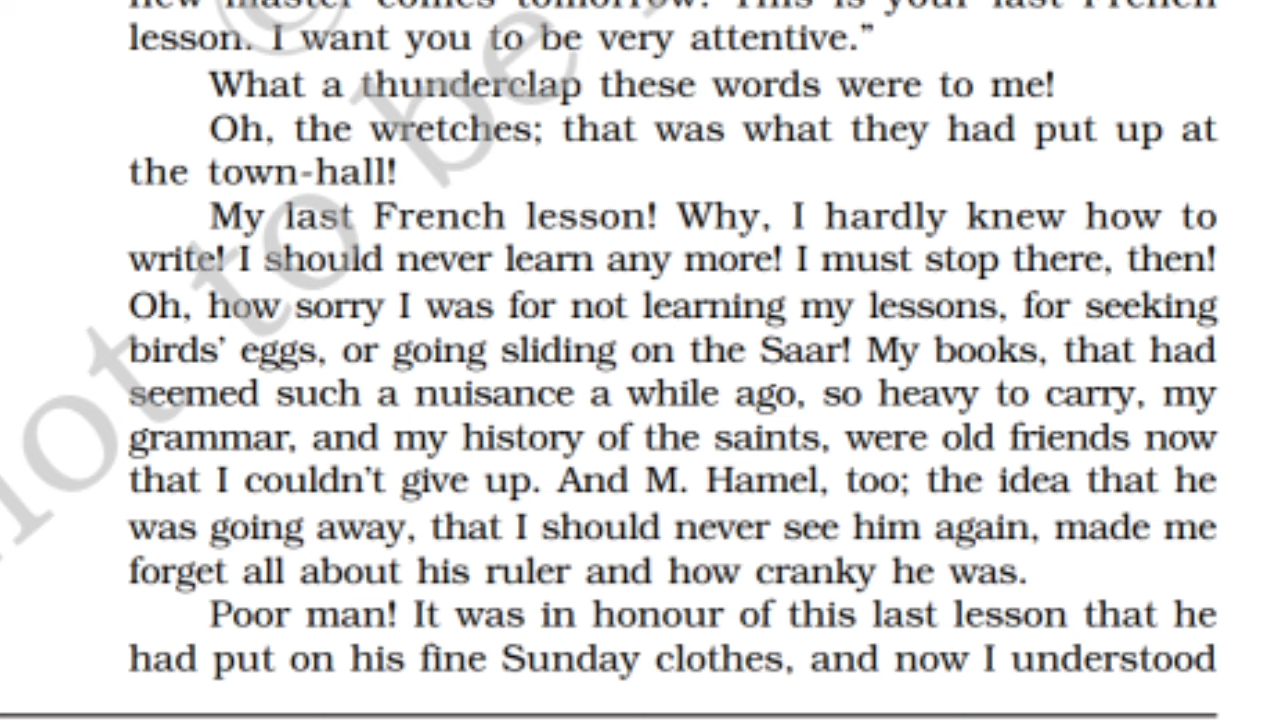 new master comes tomorrow. This is your last French
lesson. I want you to be very attentive.”
What a thunderclap these words were to me!
Oh, the wretches; that was what they had put up at
the town-hall!
My last French lesson! Why, I hardly knew how to
write! I should never learn any more! I must stop there, then!
Oh, how sorry I was for not learning my lessons, for seeking
birds’ eggs, or going sliding on the Saar! My books, that had
seemed such a nuisance a while ago, so heavy to carry, my
grammar, and my history of the saints, were old friends now
that I couldn’t give up. And M. Hamel, too; the idea that he
was going away, that I should never see him again, made me
forget all about his ruler and how cranky he was.
Poor man! It was in honour of this last lesson that he
had put on his fine Sunday clothes, and now I understood
not to be
©